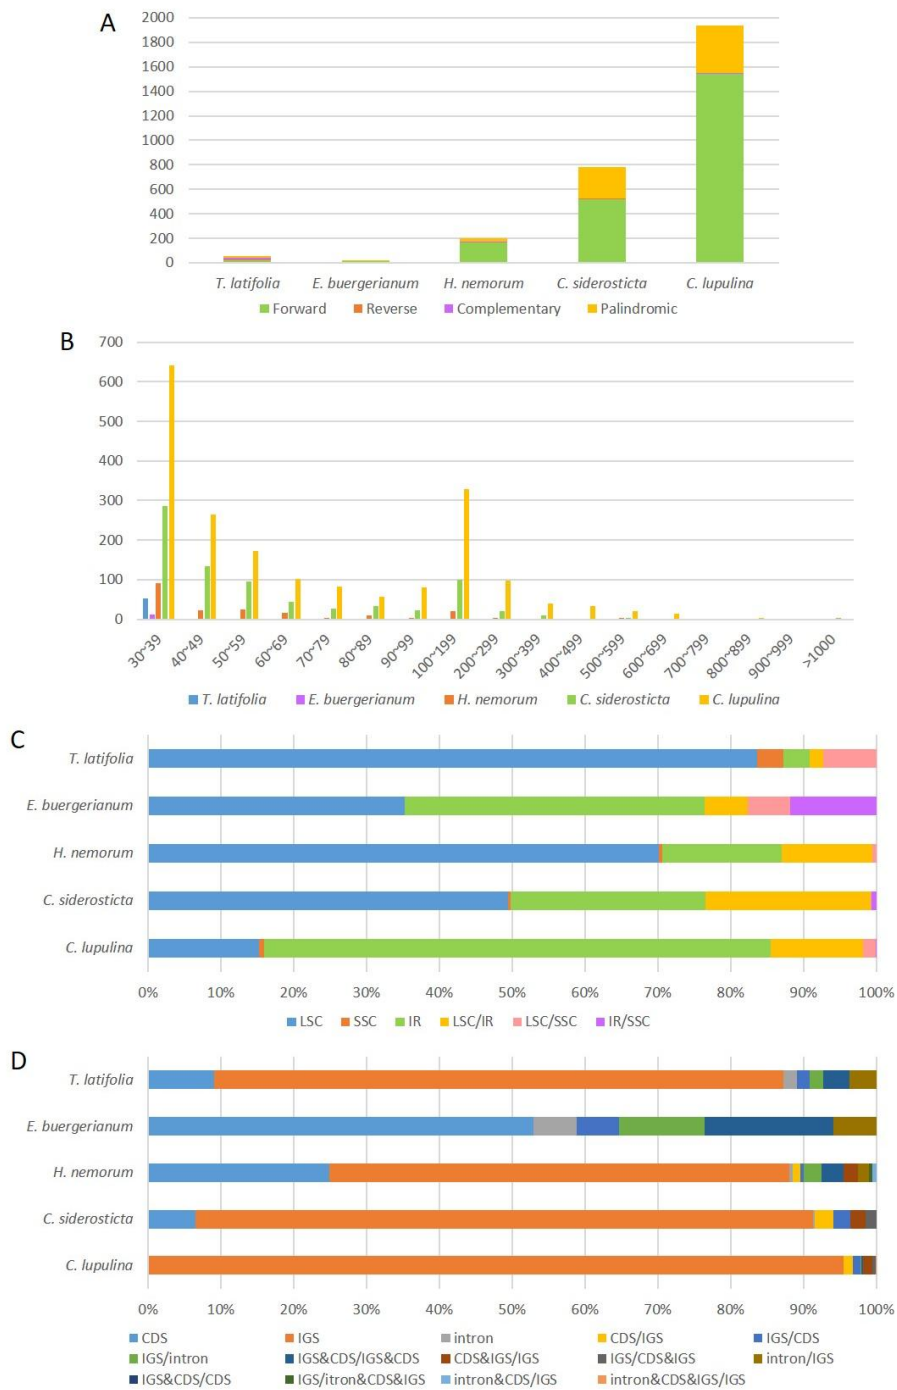 A
2000
1800
1600
1400
1200
1000
800
600
400
200
0
T. latifolia E. buergerianum H. nemorum C. siderosticta C. lupulina
Forward Reverse Complementary Palindromic
B
700
600
500
400
300
200
100
0
30~39 40~49 50~59 60~69 70~79 80~89 90~99 100~199 200~299 300~399 400~499 500~599 600~699 700~799 800~899 900~999 >1000
T. latifolia E. buergerianum H. nemorum C. siderosticta C. lupulina
C
T. latifolia
E. buergerianum
H. nemorum
C. siderosticta
C. lupulina
0% 10% 20% 30% 40% 50% 60% 70% 80% 90% 100%
LSC SSC IR LSC/IR LSC/SSC IR/SSC
D
T. latifolia
E. buergerianum
H. nemorum
C. siderosticta
C. lupulina
0% 10% 20% 30% 40% 50% 60% 70% 80% 90% 100%
CDS IGS intron CDS/IGS IGS/CDS
IGS/intron IGS&CDS/IGS&CDS CDS&IGS/IGS IGS/CDS&IGS intron/IGS
IGS&CDS/CDS IGS/itron&CDS&IGS intron&CDS/IGS intron&CDS&IGS/IGS